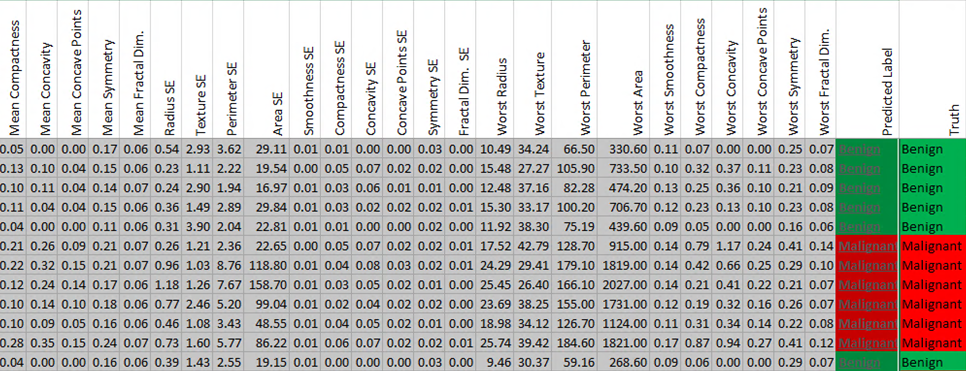 Mean Compactness Mean Concavity Mean Concave Points Mean Symmetry Mean Fractal Dim. Radius SE Texture SE Perimeter SE Area SE Smoothness SE Compactness SE Concavity SE Concave Points SE Symmetry SE Fractal Dim. SE Worst Radius Worst Texture Worst Perimeter Worst Area Worst Smoothness Worst Compactness Worst Concavity Worst Concave Points Worst Symmetry Worst Fractal Dim. Predicted Label Truth
0.05 0.00 0.00 0.17 0.06 0.54 2.93 3.62 29.11 0.01 0.01 0.00 0.00 0.03 0.00 10.49 34.24 66.50 330.60 0.11 0.07 0.00 0.00 0.25 0.07 Benign Benign
0.13 0.10 0.04 0.15 0.06 0.23 1.11 2.22 19.54 0.00 0.05 0.07 0.02 0.02 0.01 15.48 27.27 105.90 733.50 0.10 0.32 0.37 0.11 0.23 0.08 Benign Benign
0.10 0.11 0.04 0.14 0.07 0.24 2.90 1.94 16.97 0.01 0.03 0.06 0.01 0.01 0.00 12.48 37.16 82.28 474.20 0.13 0.25 0.36 0.10 0.21 0.09 Benign Benign
0.11 0.04 0.04 0.15 0.06 0.36 1.49 2.89 29.84 0.01 0.03 0.02 0.02 0.02 0.01 15.30 33.17 100.20 706.70 0.12 0.23 0.13 0.10 0.23 0.08 Benign Benign
0.04 0.00 0.00 0.11 0.06 0.31 3.90 2.04 22.81 0.01 0.01 0.00 0.00 0.02 0.00 11.92 38.30 75.19 439.60 0.09 0.05 0.00 0.00 0.16 0.06 Benign Benign
0.21 0.26 0.09 0.21 0.07 0.26 1.21 2.36 22.65 0.00 0.05 0.07 0.02 0.02 0.01 17.52 42.79 128.70 915.00 0.14 0.79 1.17 0.24 0.41 0.14 Malignant Malignant
0.22 0.32 0.15 0.21 0.07 0.96 1.03 8.76 118.80 0.01 0.04 0.08 0.02 0.02 0.01 24.29 29.41 179.10 1819.00 0.14 0.42 0.66 0.25 0.29 0.10 Malignant Malignant
0.12 0.24 0.14 0.17 0.06 1.18 1.26 7.67 158.70 0.01 0.03 0.05 0.02 0.01 0.00 25.45 26.40 166.10 2027.00 0.14 0.21 0.41 0.22 0.21 0.07 Malignant Malignant
0.10 0.14 0.10 0.18 0.06 0.77 2.46 5.20 99.04 0.01 0.02 0.04 0.02 0.02 0.00 23.69 38.25 155.00 1731.00 0.12 0.19 0.32 0.16 0.26 0.07 Malignant Malignant
0.10 0.09 0.05 0.16 0.06 0.46 1.08 3.43 48.55 0.01 0.04 0.05 0.02 0.01 0.00 18.98 34.12 126.70 1124.00 0.11 0.31 0.34 0.14 0.22 0.08 Malignant Malignant
0.28 0.35 0.15 0.24 0.07 0.73 1.60 5.77 86.22 0.01 0.06 0.07 0.02 0.02 0.01 25.74 39.42 184.60 1821.00 0.17 0.87 0.94 0.27 0.41 0.12 Malignant Malignant
0.04 0.00 0.00 0.16 0.06 0.39 1.43 2.55 19.15 0.01 0.00 0.00 0.00 0.03 0.00 9.46 30.37 59.16 268.60 0.09 0.06 0.00 0.00 0.29 0.07 Benign Benign